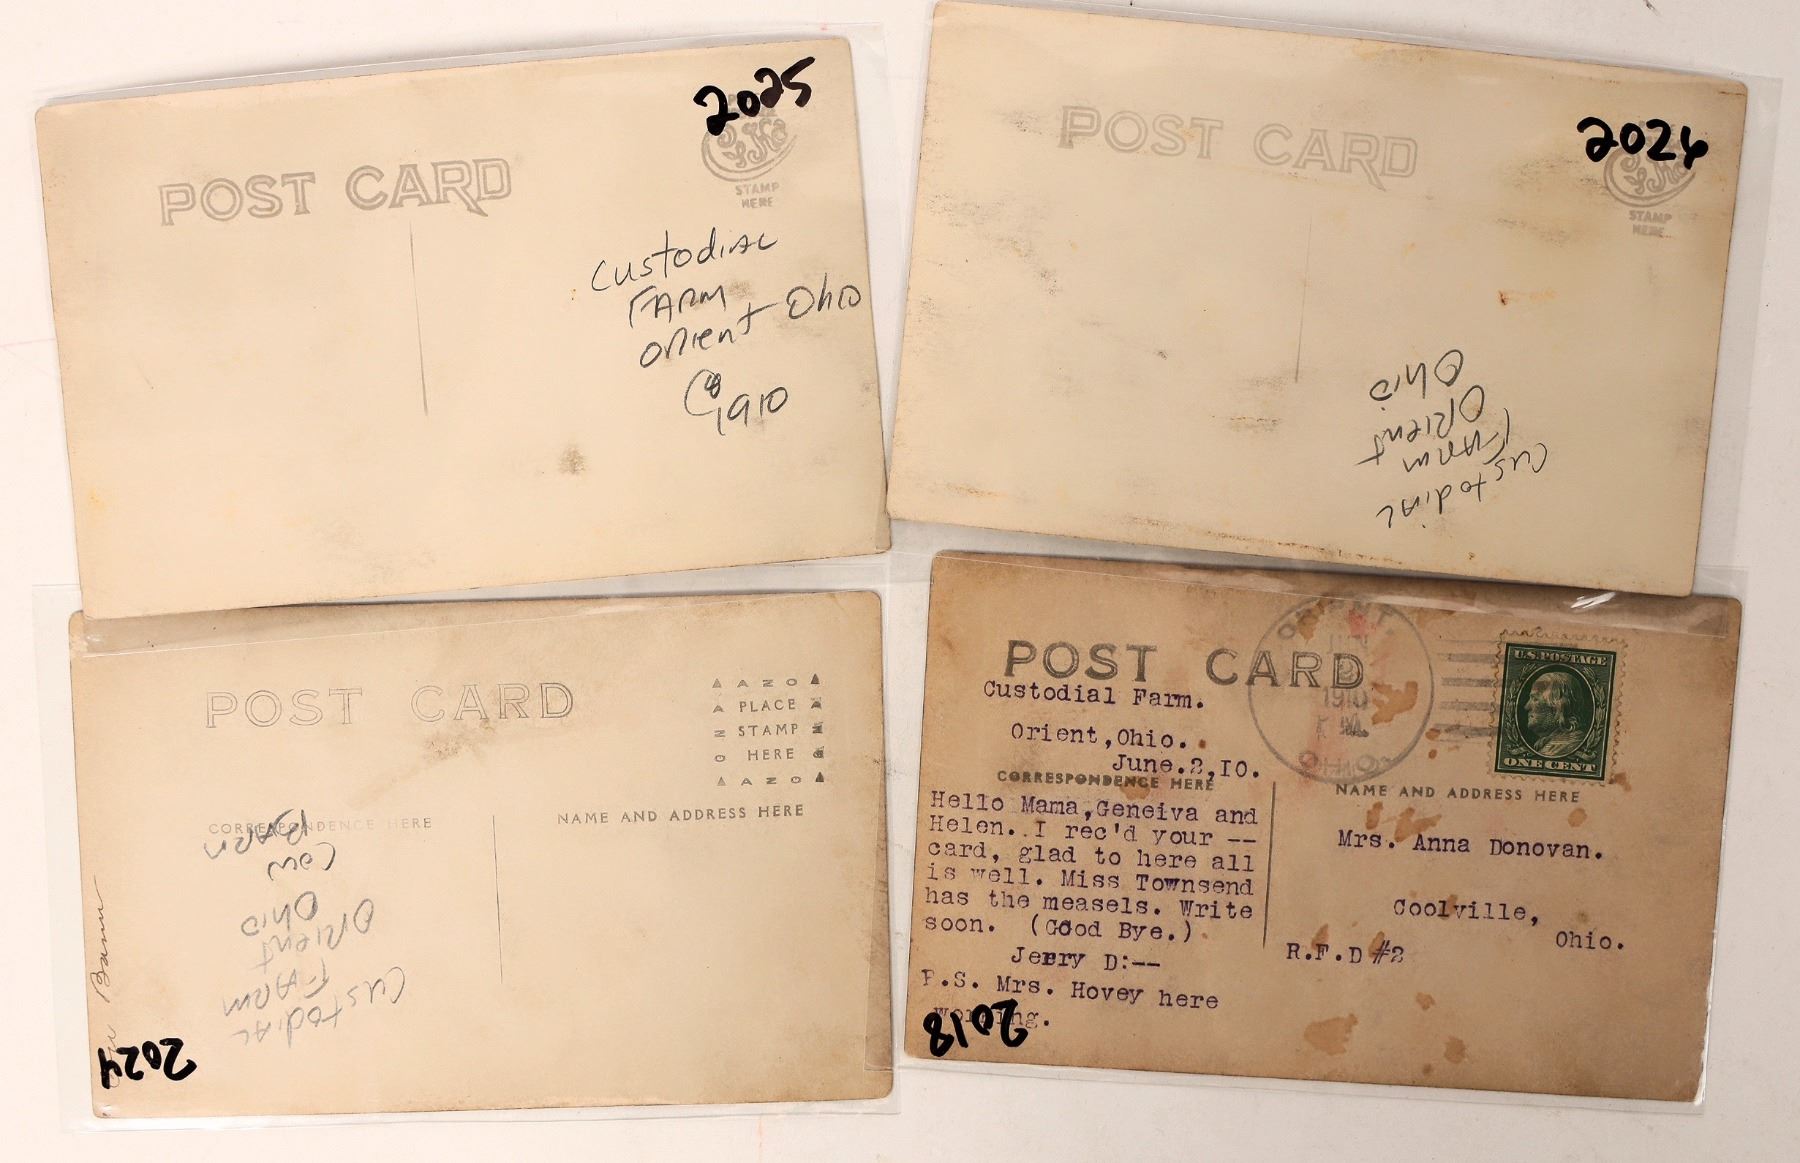 2025
POST CARD
STAMP
HERE
Custodial
FARM
Orient Ohio
C 1910
2026
POST CARD
STAMP
HERE
Custodial
FARM
Orient
Ohio
POST CARD
AZO
PLACE
STAMP
HERE
AZO
CORRESPONDENCE HERE
NAME AND ADDRESS HERE
Custodial
FARM
Orient
Ohio
Cow
BARN
Barn
2024
POST CARD
ORIENT
1910
OHIO
U.S. POSTAGE
ONE CENT
Custodial Farm.
Orient,Ohio.
June.2,10.
CORRESPONDENCE HERE
NAME AND ADDRESS HERE
Hello Mama,Geneiva and
Helen. I rec'd your --
card, glad to here all
is well. Miss Townsend
has the measels. Write
soon. (Good Bye.)
Jerry D:--
P.S. Mrs. Hovey here
working.
Mrs. Anna Donovan.
Coolville,
Ohio.
R.F.D #2
2018